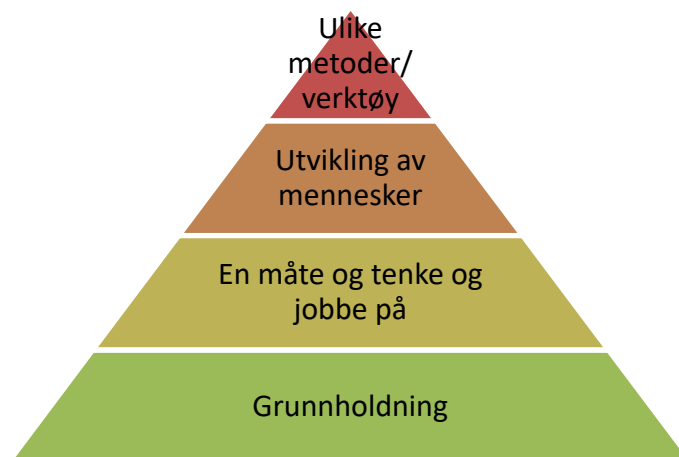 Ulike
metoder/
verktøy
Utvikling av
mennesker
En måte og tenke og
jobbe på
Grunnholdning